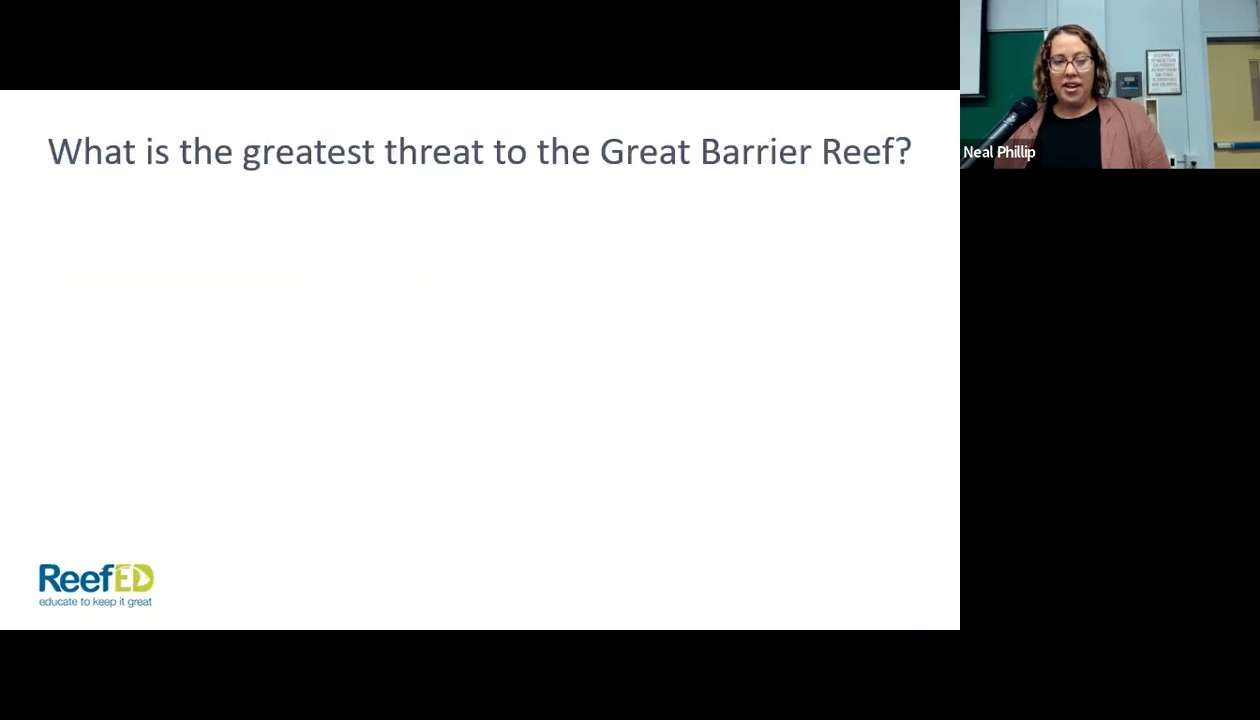 What is the greatest threat to the Great Barrier Reef?
Neal Phillip
ReefED
educate to keep it great